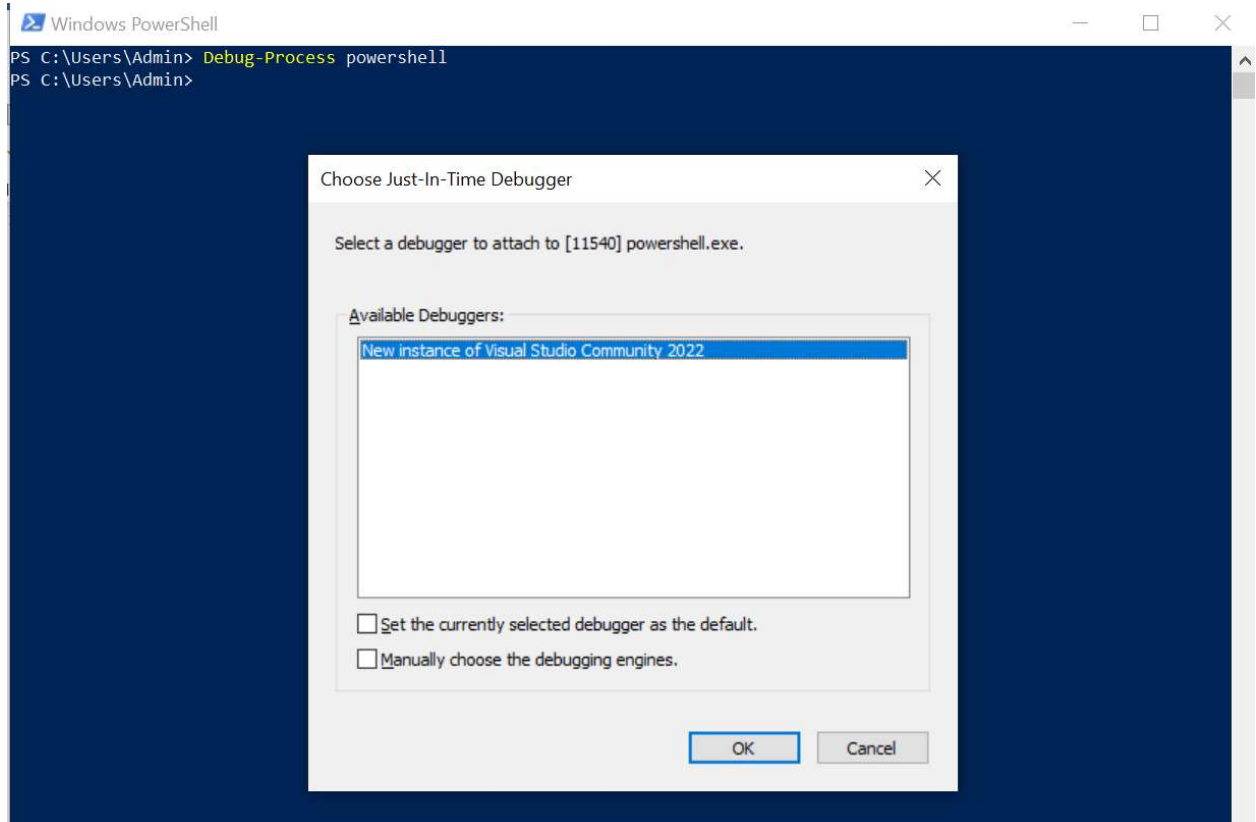 Windows PowerShell
PS C:\Users\Admin> Debug-Process powershell
PS C:\Users\Admin>
Choose Just-In-Time Debugger
Select a debugger to attach to [11540] powershell.exe.
Available Debuggers:
New instance of Visual Studio Community 2022
Set the currently selected debugger as the default.
Manually choose the debugging engines.
OK Cancel